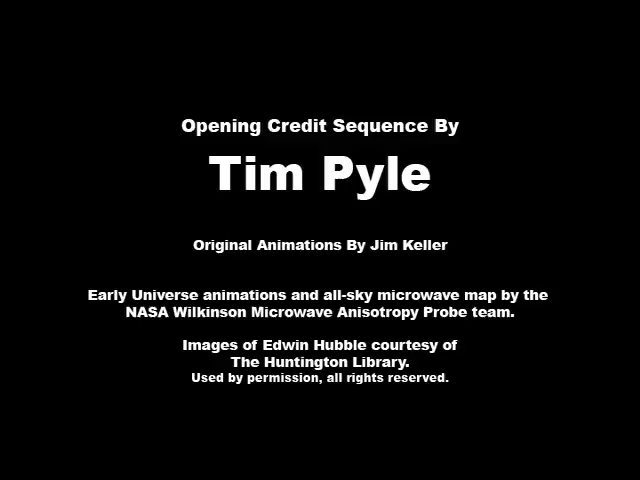 Opening Credit Sequence By
Tim Pyle
Original Animations By Jim Keller
Early Universe animations and all-sky microwave map by the
NASA Wilkinson Microwave Anisotropy Probe team.
Images of Edwin Hubble courtesy of
The Huntington Library.
Used by permission, all rights reserved.